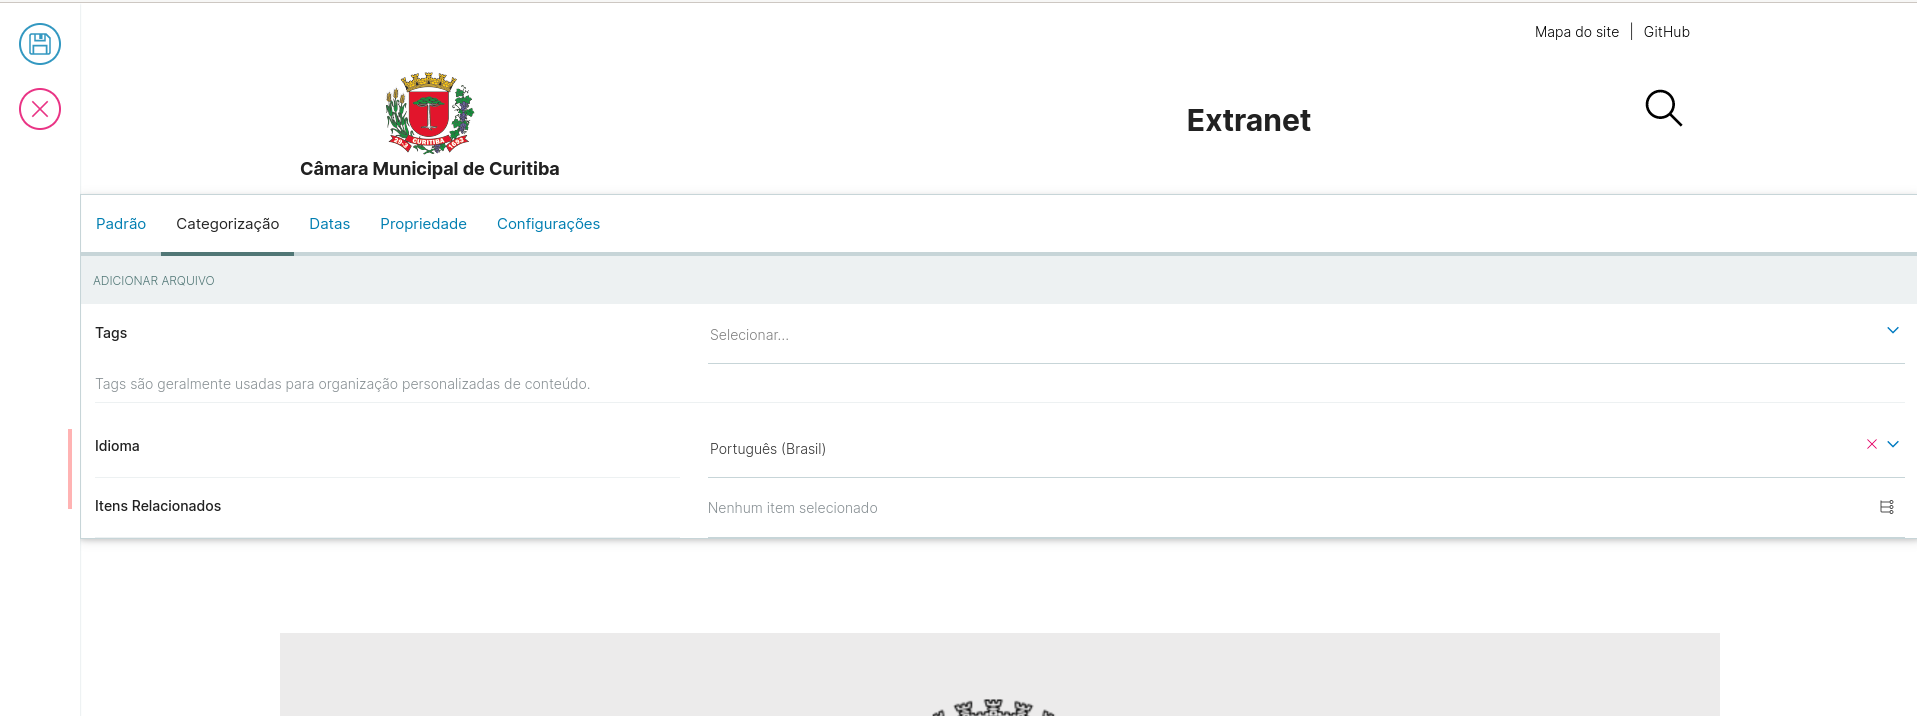 Mapa do site | GitHub
CURITIBA
Câmara Municipal de Curitiba
Extranet
Padrão Categorização Datas Propriedade Configurações
ADICIONAR ARQUIVO
Tags
Selecionar...
Tags são geralmente usadas para organização personalizadas de conteúdo.
Idioma
Português (Brasil)
Itens Relacionados
Nenhum item selecionado